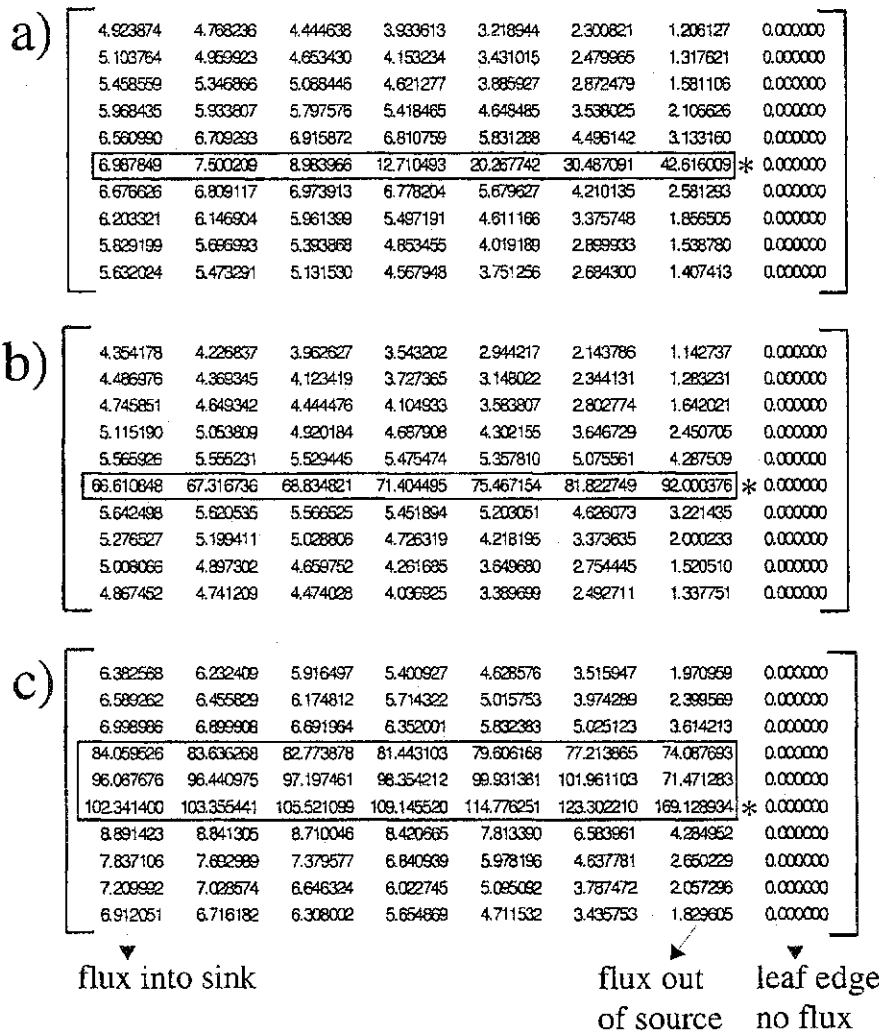 a)
4.923874 4.768236 4.444638 3.933613 3.218944 2.300821 1.206127 0.000000
5.103764 4.959923 4.653430 4.153234 3.431015 2.479965 1.317621 0.000000
5.458559 5.346866 5.088446 4.621277 3.885927 2.872479 1.581106 0.000000
5.968435 5.933807 5.797576 5.418465 4.648485 3.538025 2.106626 0.000000
6.560990 6.709293 6.915872 6.810759 5.831288 4.496142 3.133160 0.000000
6.987849 7.500209 8.983966 12.710493 20.267742 30.487091 42.616009 * 0.000000
6.676626 6.809117 6.973913 6.778204 5.679627 4.210135 2.581293 0.000000
6.203321 6.146904 5.961399 5.497191 4.611166 3.375748 1.856505 0.000000
5.829199 5.696993 5.393868 4.853455 4.019189 2.899933 1.538780 0.000000
5.632024 5.473291 5.131530 4.567948 3.751256 2.684300 1.407413 0.000000
b)
4.354178 4.226837 3.962627 3.543202 2.944217 2.143786 1.142737 0.000000
4.486976 4.369345 4.123419 3.727365 3.148022 2.344131 1.283231 0.000000
4.745851 4.649342 4.444476 4.104933 3.583807 2.802774 1.642021 0.000000
5.115190 5.053809 4.920184 4.687908 4.302155 3.646729 2.450705 0.000000
5.565926 5.555231 5.529445 5.475474 5.357810 5.075561 4.287509 0.000000
66.610848 67.316736 68.834821 71.404495 75.467154 81.822749 92.000376 * 0.000000
5.642498 5.620535 5.566525 5.451894 5.203051 4.626073 3.221435 0.000000
5.276527 5.199411 5.028806 4.726319 4.218195 3.373635 2.000233 0.000000
5.008066 4.897302 4.659752 4.261685 3.649680 2.754445 1.520510 0.000000
4.867452 4.741209 4.474028 4.036925 3.389699 2.492711 1.337751 0.000000
c)
6.382568 6.232409 5.916497 5.400927 4.628576 3.515947 1.970959 0.000000
6.589262 6.455829 6.174812 5.714322 5.015753 3.974289 2.399569 0.000000
6.998986 6.899908 6.691964 6.352001 5.832383 5.025123 3.614213 0.000000
84.059526 83.636268 82.773878 81.443103 79.606168 77.213865 74.087693 0.000000
96.087676 96.440975 97.197461 98.354212 99.931381 101.961103 71.471283 0.000000
102.341400 103.355441 105.521099 109.145520 114.776251 123.302210 169.128934 * 0.000000
8.891423 8.841305 8.710046 8.420665 7.813390 6.583961 4.284952 0.000000
7.837106 7.692989 7.379577 6.840939 5.978196 4.637781 2.650229 0.000000
7.209992 7.028574 6.646324 6.022745 5.095092 3.787472 2.057296 0.000000
6.912051 6.716182 6.308002 5.654869 4.711532 3.435753 1.829605 0.000000
flux into sink flux out leaf edge
of source no flux